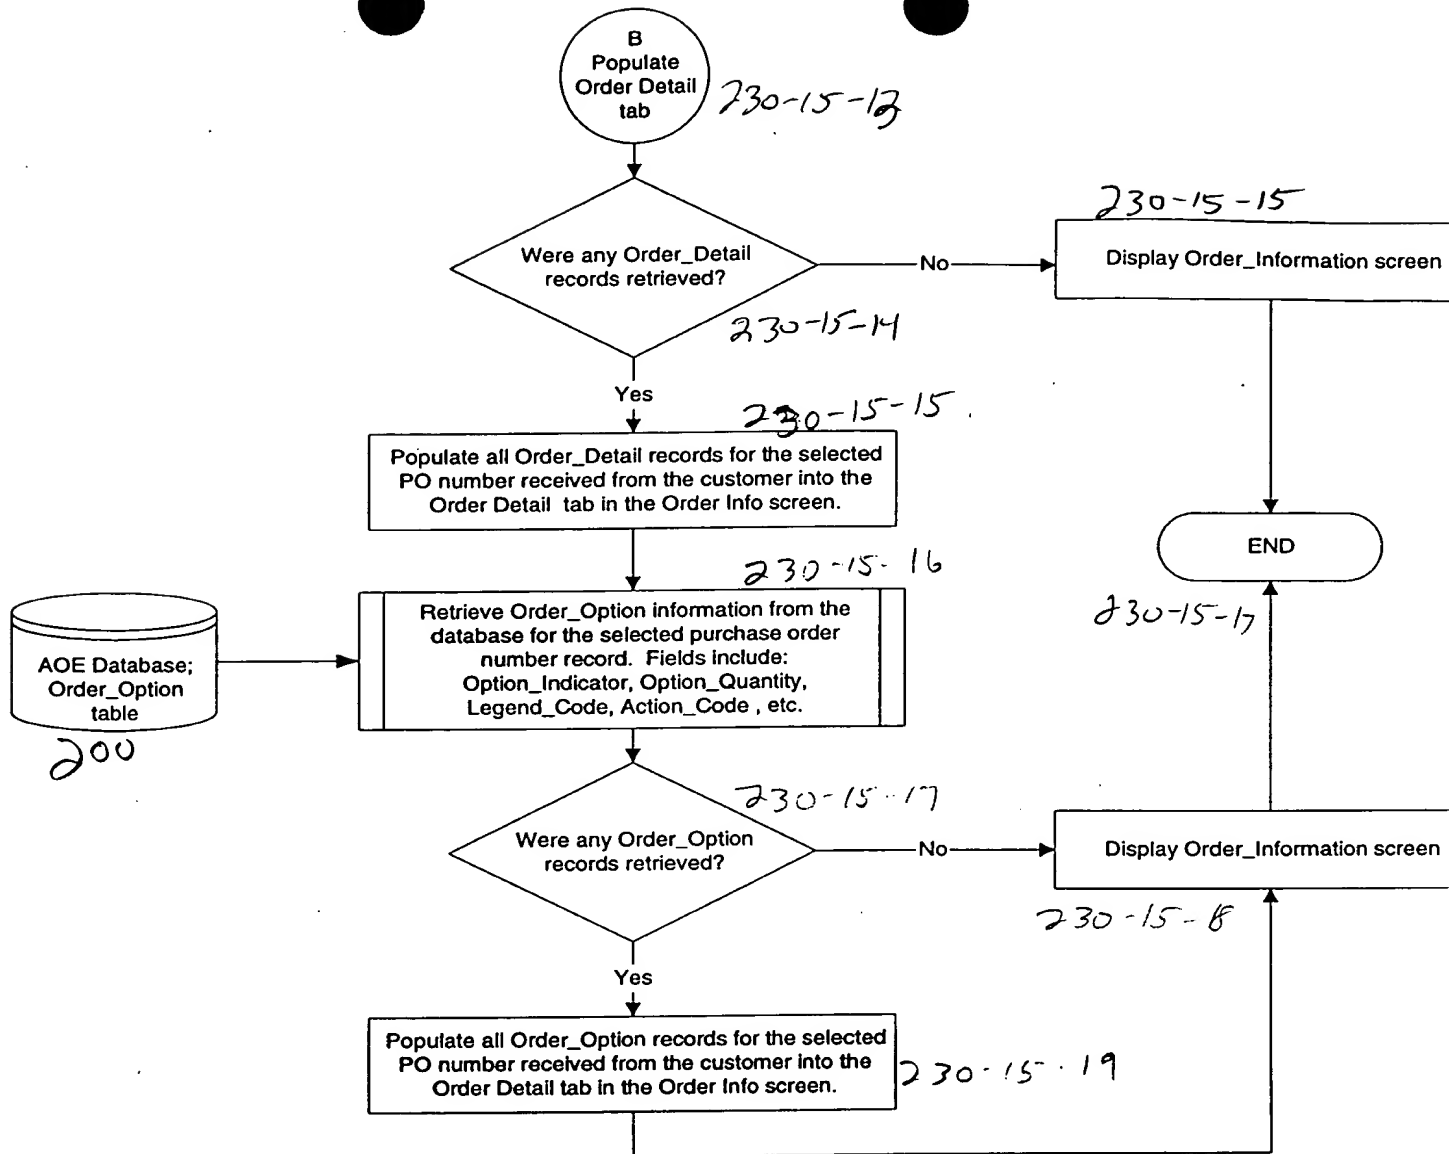 B
Populate
Order Detail
tab
230-15-13
Were any Order_Detail
records retrieved?
No
230-15-15
Display Order_Information screen
230-15-14
Yes
230-15-15
Populate all Order_Detail records for the selected
PO number received from the customer into the
Order Detail tab in the Order Info screen.
END
230-15-17
230-15-16
Retrieve Order_Option information from the
database for the selected purchase order
number record. Fields include:
Option_Indicator, Option_Quantity,
Legend_Code, Action_Code , etc.
AOE Database;
Order_Option
table
200
230-15-17
Were any Order_Option
records retrieved?
No
Display Order_Information screen
230-15-18
Yes
Populate all Order_Option records for the selected
PO number received from the customer into the
Order Detail tab in the Order Info screen.
230-15-19